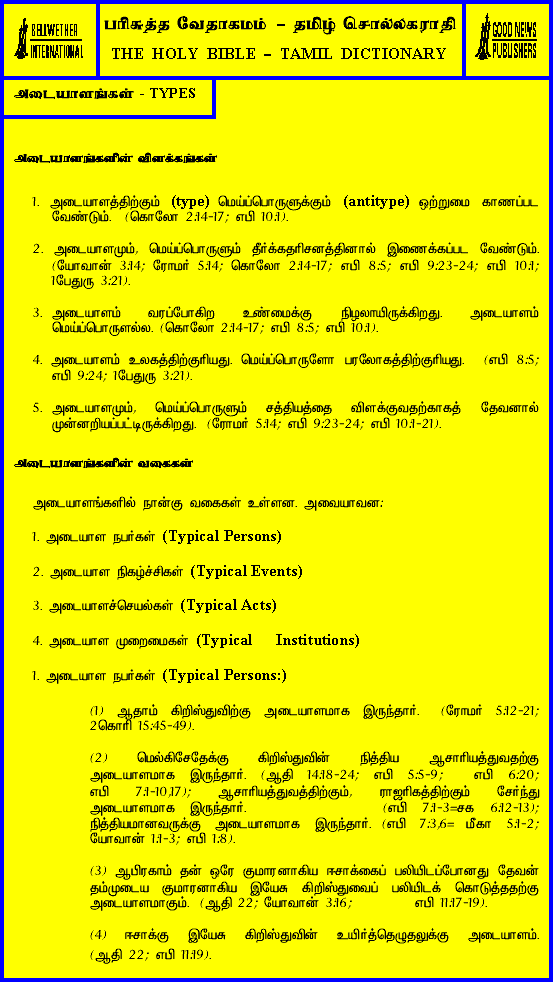 BELLWETHER
INTERNATIONAL
பரிசுத்த வேதாகமம் – தமிழ் சொல்லகராதி
THE HOLY BIBLE – TAMIL DICTIONARY
GOOD NEWS
PUBLISHERS
அடையாளங்கள் - TYPES
அடையாளங்களின் விளக்கங்கள்
1. அடையாளத்திற்கும் (type) மெய்ப்பொருளுக்கும் (antitype) ஒற்றுமை காணப்பட
வேண்டும். (கொலோ 2:14-17; எபி 10:1).
2. அடையாளமும், மெய்ப்பொருளும் தீர்க்கதரிசனத்தினால் இணைக்கப்பட வேண்டும்.
(யோவான் 3:14; ரோமர் 5:14; கொலோ 2:14-17; எபி 8:5; எபி 9:23-24; எபி 10:1;
1பேதுரு 3:21).
3. அடையாளம் வரப்போகிற உண்மைக்கு நிழலாயிருக்கிறது. அடையாளம்
மெய்ப்பொருளல்ல. (கொலோ 2:14-17; எபி 8:5; எபி 10:1).
4. அடையாளம் உலகத்திற்குரியது. மெய்ப்பொருளோ பரலோகத்திற்குரியது. (எபி 8:5;
எபி 9:24; 1பேதுரு 3:21).
5. அடையாளமும், மெய்ப்பொருளும் சத்தியத்தை விளக்குவதற்காகத் தேவனால்
முன்னறியப்பட்டிருக்கிறது. (ரோமர் 5:14; எபி 9:23-24; எபி 10:1-21).
அடையாளங்களின் வகைகள்
அடையாளங்களில் நான்கு வகைகள் உள்ளன. அவையாவன:
1. அடையாள நபர்கள் (Typical Persons)
2. அடையாள நிகழ்ச்சிகள் (Typical Events)
3. அடையாளச்செயல்கள் (Typical Acts)
4. அடையாள முறைமைகள் (Typical Institutions)
1. அடையாள நபர்கள் (Typical Persons:)
(1) ஆதாம் கிறிஸ்துவிற்கு அடையாளமாக இருந்தார். (ரோமர் 5:12-21;
2கொரி 15:45-49).
(2) மெல்கிசேதேக்கு கிறிஸ்துவின் நித்திய ஆசாரியத்துவதற்கு
அடையாளமாக இருந்தார். (ஆதி 14:18-24; எபி 5:5-9; எபி 6:20;
எபி 7:1-10,17); ஆசாரியத்துவத்திற்கும், ராஜரிகத்திற்கும் சேர்ந்து
அடையாளமாக இருந்தார். (எபி 7:1-3=சக 6:12-13);
நித்தியமானவருக்கு அடையாளமாக இருந்தார். (எபி 7:3,6= மீகா 5:1-2;
யோவான் 1:1-3; எபி 1:8).
(3) ஆபிரகாம் தன் ஒரே குமாரனாகிய ஈசாக்கைப் பலியிடப்போனது தேவன்
தம்முடைய குமாரனாகிய இயேசு கிறிஸ்துவைப் பலியிடக் கொடுத்ததற்கு
அடையாளமாகும். (ஆதி 22; யோவான் 3:16; எபி 11:17-19).
(4) ஈசாக்கு இயேசு கிறிஸ்துவின் உயிர்த்தெழுதலுக்கு அடையாளம்.
(ஆதி 22; எபி 11:19).